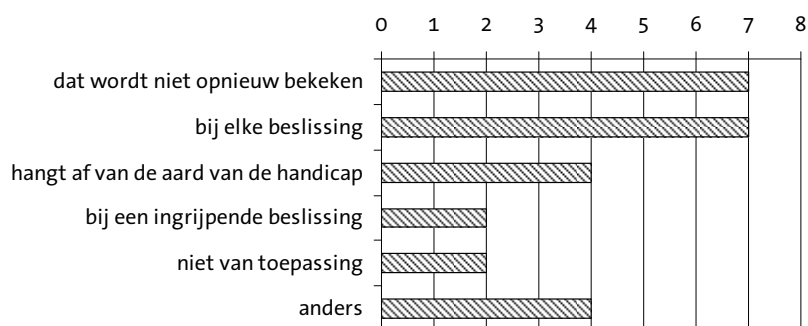 0 1 2 3 4 5 6 7 8
dat wordt niet opnieuw bekeken
bij elke beslissing
hangt af van de aard van de handicap
bij een ingrijpende beslissing
niet van toepassing
anders